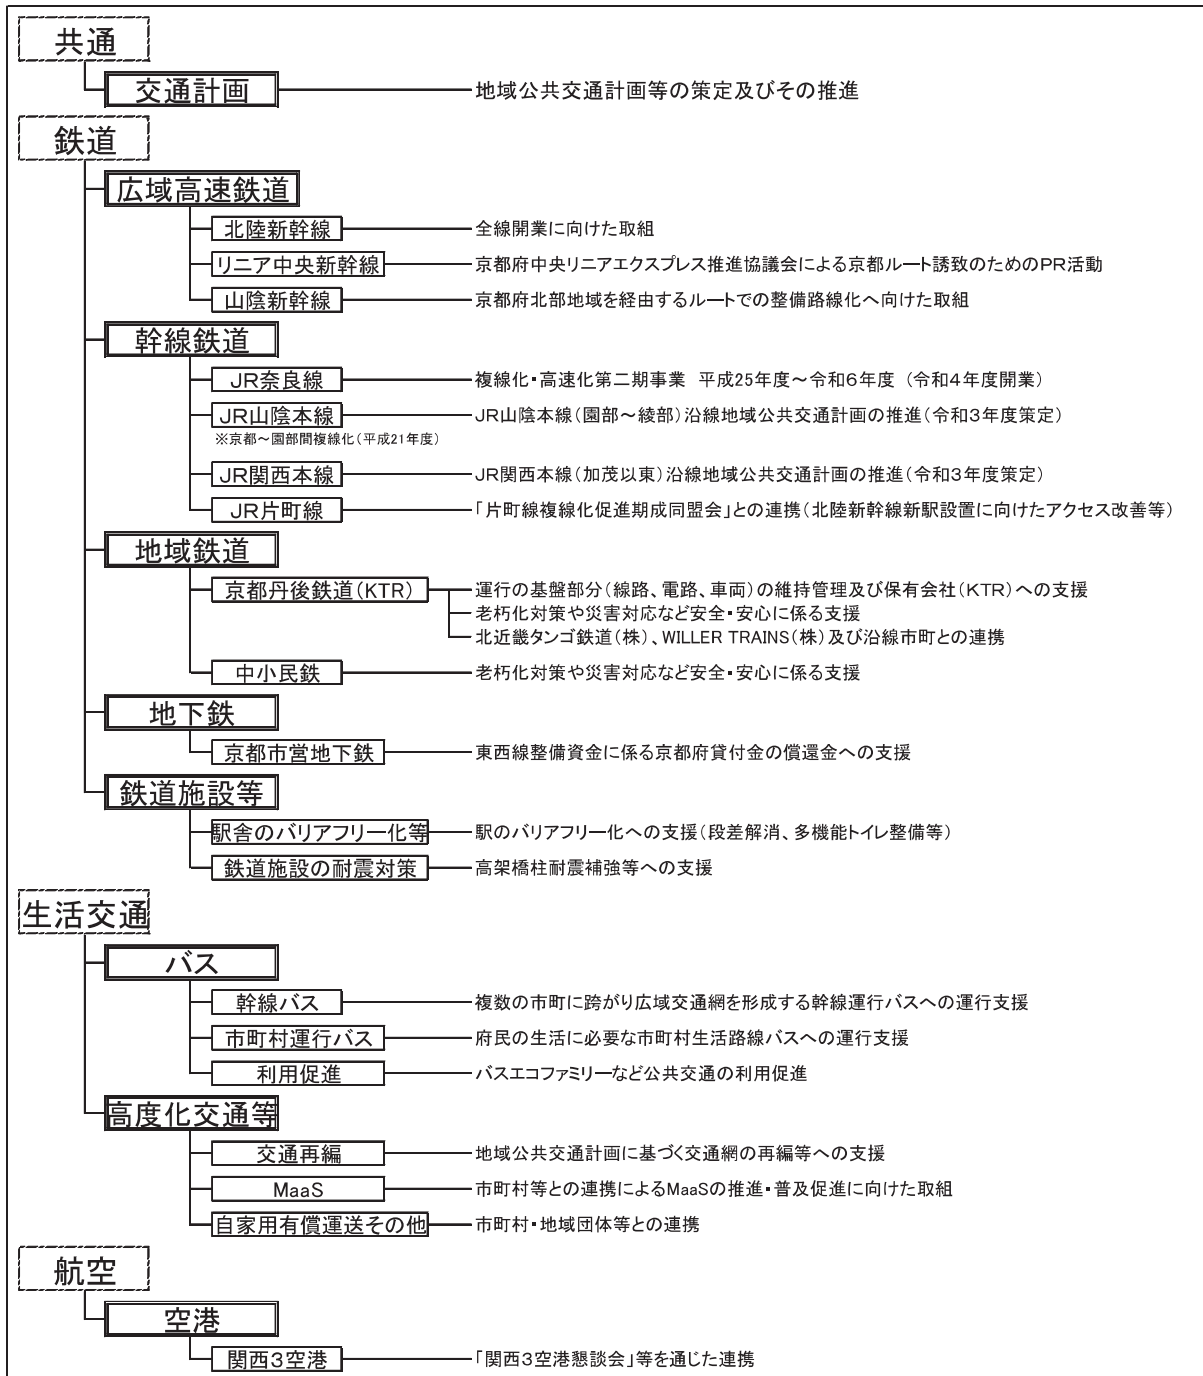 共通
交通計画 地域公共交通計画等の策定及びその推進
鉄道
広域高速鉄道
北陸新幹線 全線開業に向けた取組
リニア中央新幹線 京都府中央リニアエクスプレス推進協議会による京都ルート誘致のためのPR活動
山陰新幹線 京都府北部地域を経由するルートでの整備路線化へ向けた取組
幹線鉄道
JR奈良線 複線化・高速化第二期事業 平成25年度～令和6年度 (令和4年度開業)
JR山陰本線 JR山陰本線(園部～綾部)沿線地域公共交通計画の推進(令和3年度策定)
※京都～園部間複線化(平成21年度)
JR関西本線 JR関西本線(加茂以東)沿線地域公共交通計画の推進(令和3年度策定)
JR片町線 「片町線複線化促進期成同盟会」との連携(北陸新幹線新駅設置に向けたアクセス改善等)
地域鉄道
京都丹後鉄道(KTR) 運行の基盤部分(線路、電路、車両)の維持管理及び保有会社(KTR)への支援
老朽化対策や災害対応など安全・安心に係る支援
北近畿タンゴ鉄道(株)、WILLER TRAINS(株)及び沿線市町との連携
中小民鉄 老朽化対策や災害対応など安全・安心に係る支援
地下鉄
京都市営地下鉄 東西線整備資金に係る京都府貸付金の償還金への支援
鉄道施設等
駅舎のバリアフリー化等 駅のバリアフリー化への支援(段差解消、多機能トイレ整備等)
鉄道施設の耐震対策 高架橋柱耐震補強等への支援
生活交通
バス
幹線バス 複数の市町に跨がり広域交通網を形成する幹線運行バスへの運行支援
市町村運行バス 府民の生活に必要な市町村生活路線バスへの運行支援
利用促進 バスエコファミリーなど公共交通の利用促進
高度化交通等
交通再編 地域公共交通計画に基づく交通網の再編等への支援
MaaS 市町村等との連携によるMaaSの推進・普及促進に向けた取組
自家用有償運送その他 市町村・地域団体等との連携
航空
空港
関西3空港 「関西3空港懇談会」等を通じた連携